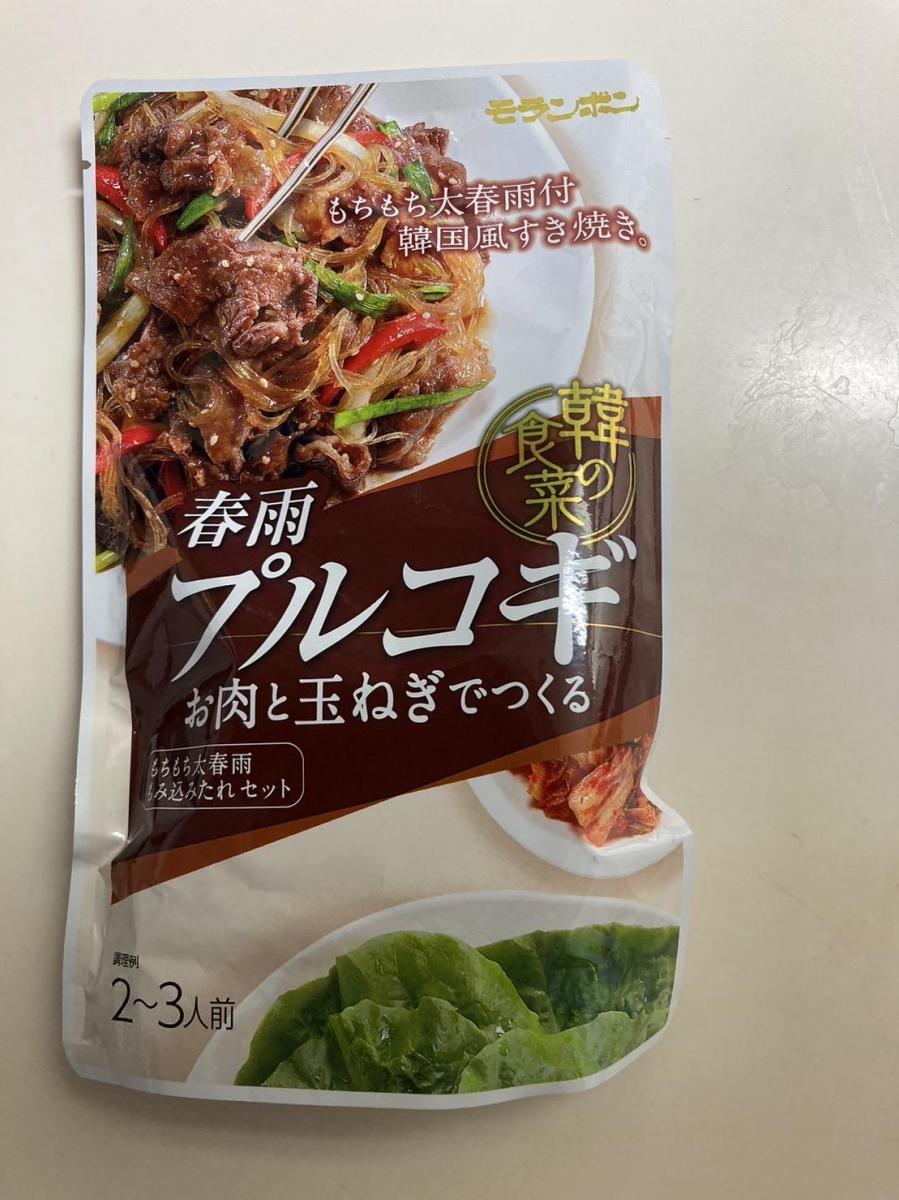 モランボン
もちもち太春雨付
韓国風すき焼き。
韓の
食菜
春雨
プルコギ
お肉と玉ねぎでつくる
もちもち太春雨
もみ込みたれセット
調理例
2~3人前